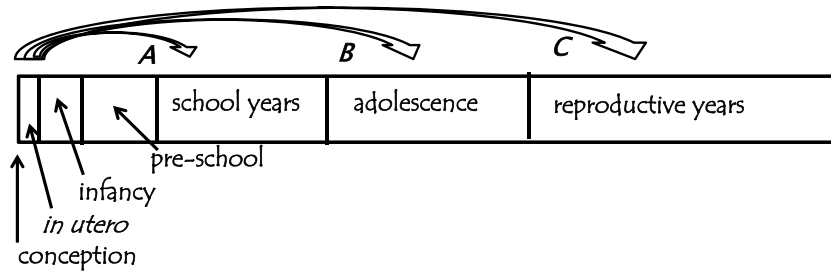 A B C
school years adolescence reproductive years
pre-school
infancy
in utero
conception